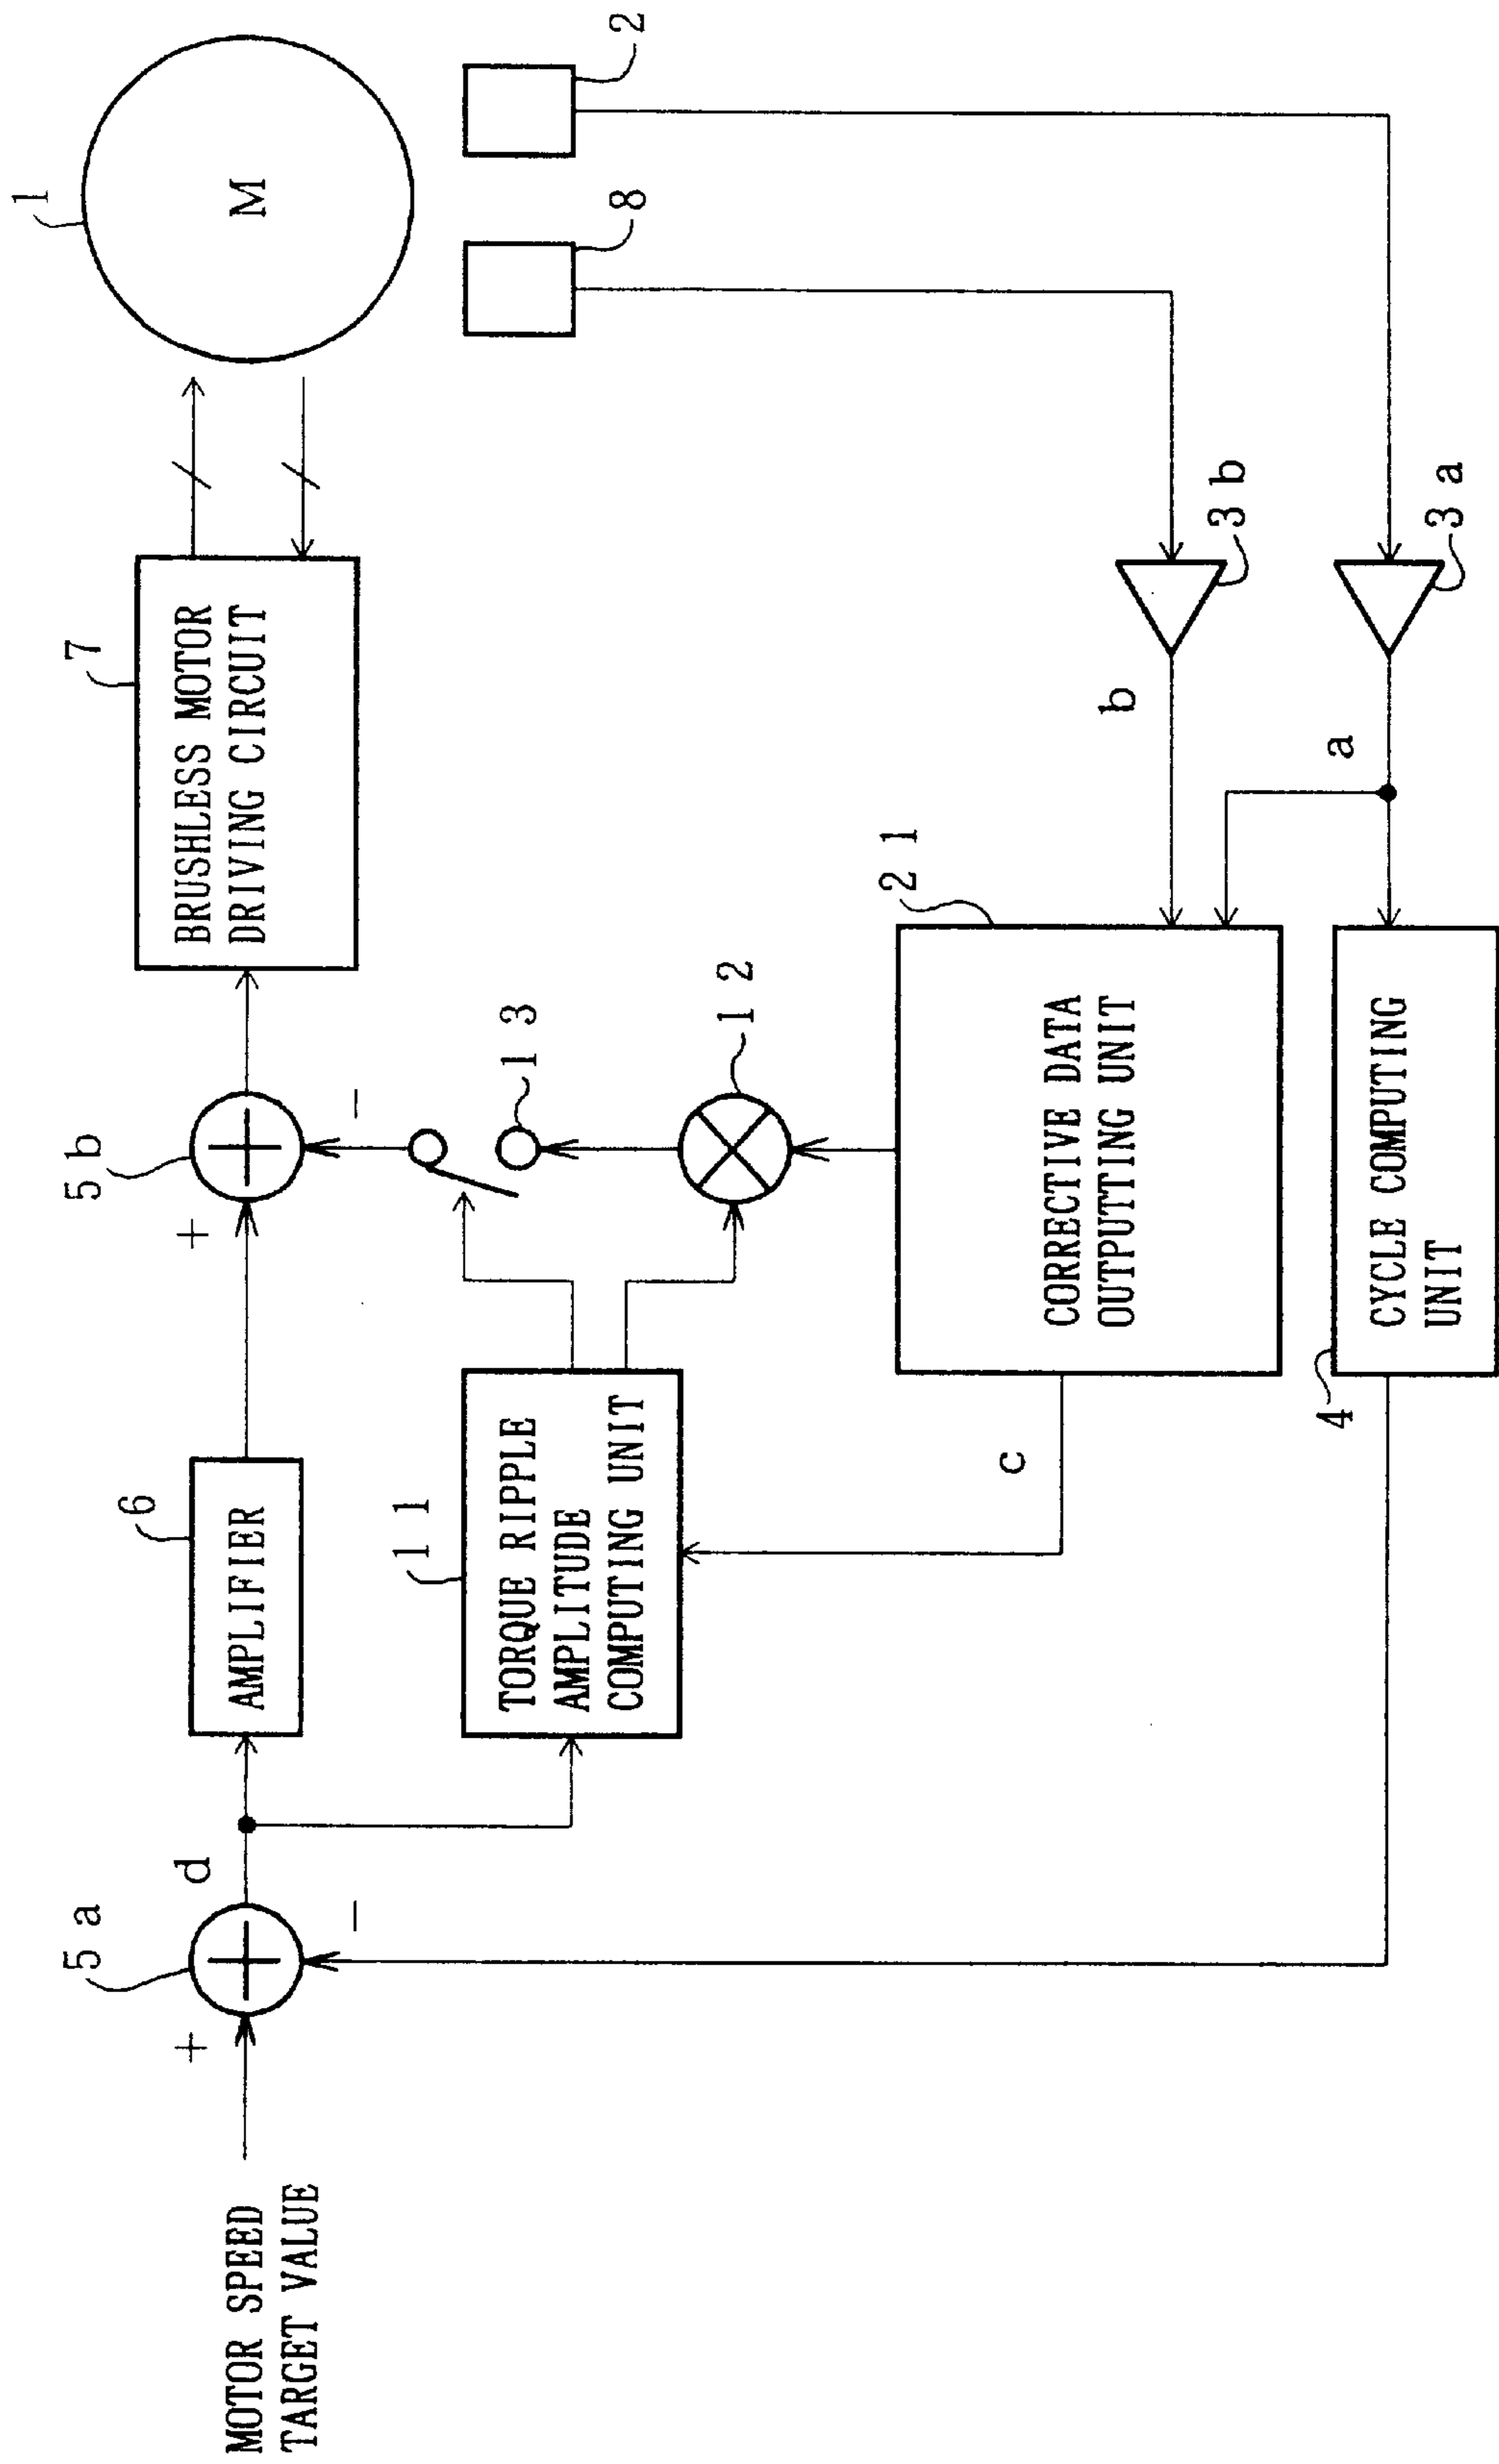 1
M
2
8
7
BRUSHLESS MOTOR
DRIVING CIRCUIT
5b
+
−
13
12
6
AMPLIFIER
11
TORQUE RIPPLE
AMPLITUDE
COMPUTING UNIT
5a
d
+
−
MOTOR SPEED
TARGET VALUE
c
21
CORRECTIVE DATA
OUTPUTTING UNIT
b
3b
a
3a
4
CYCLE COMPUTING
UNIT